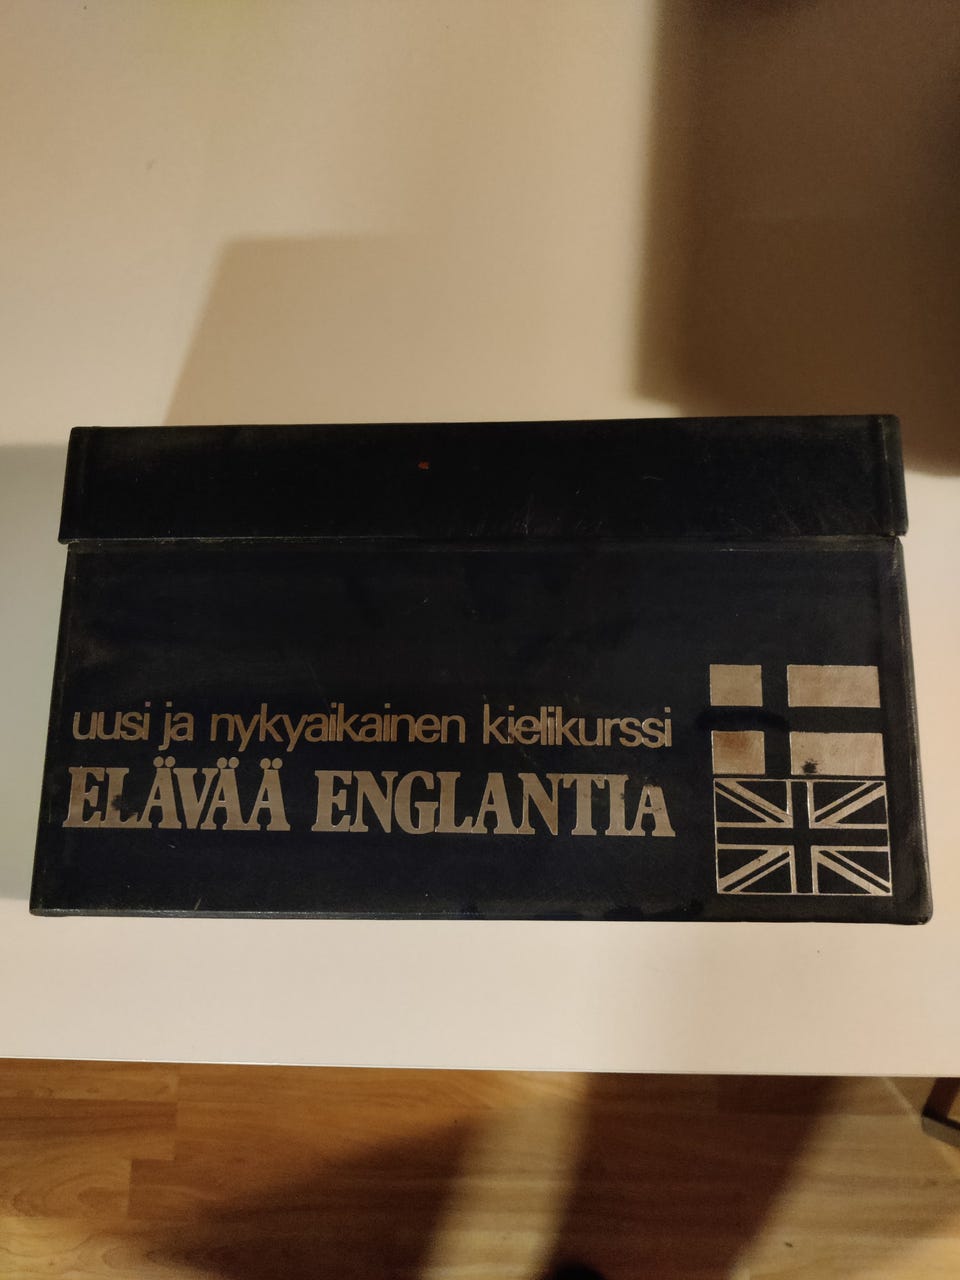 uusi ja nykyaikainen kielikurssi
ELÄVÄÄ ENGLANTIA